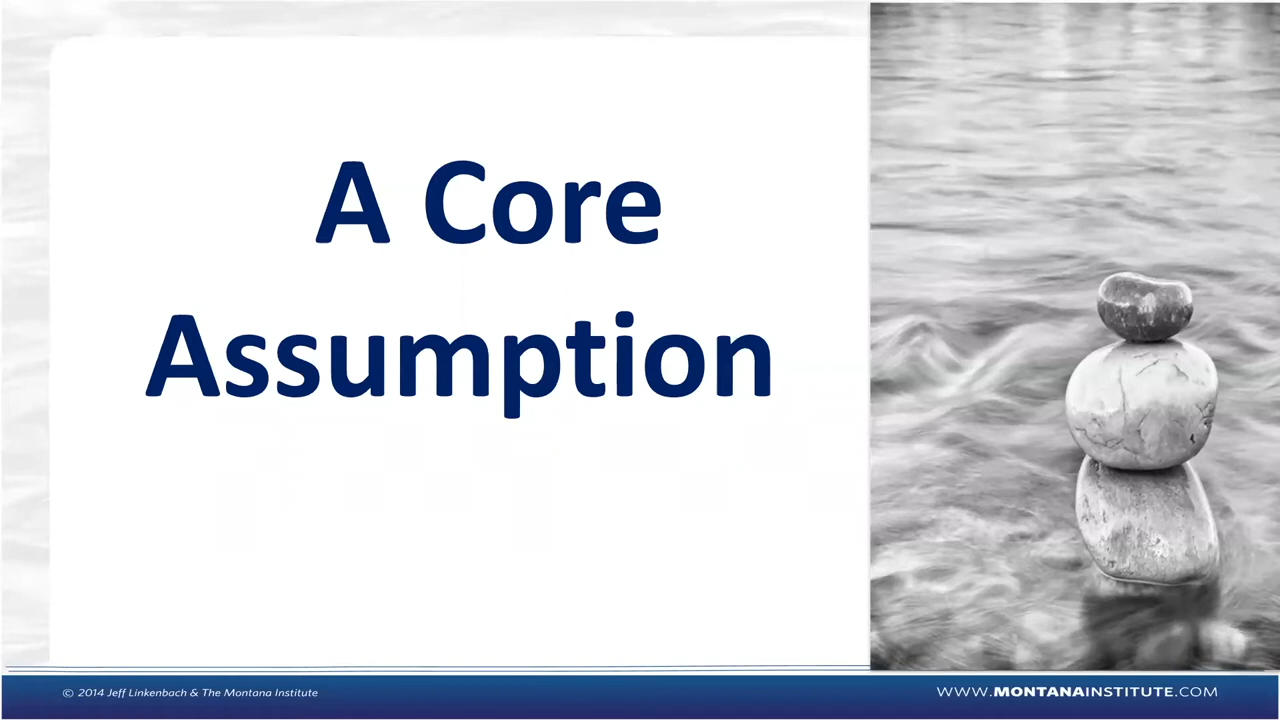 A Core
Assumption
© 2014 Jeff Linkenbach & The Montana Institute
WWW.MONTANAINSTITUTE.COM